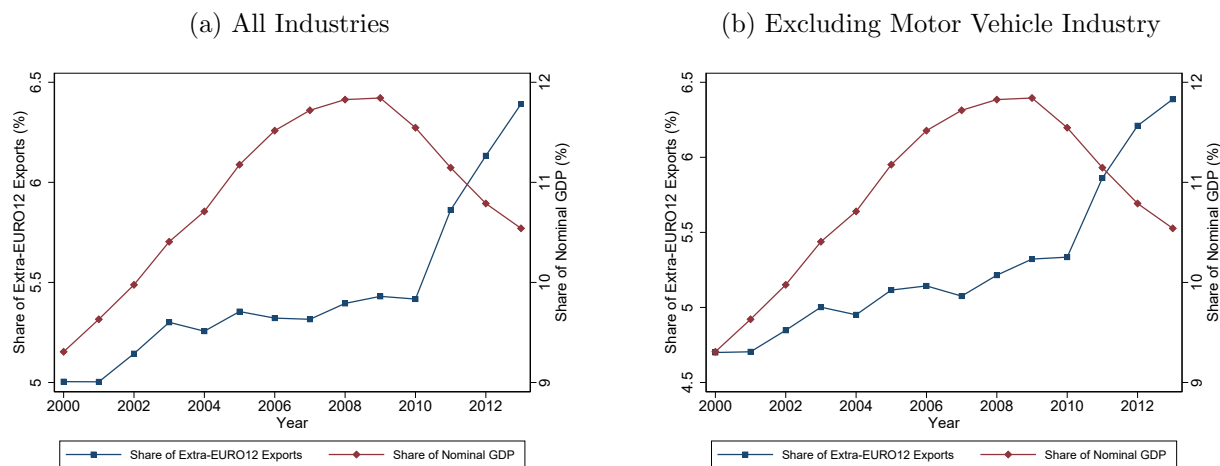 (a) All Industries
Share of Extra-EURO12 Exports (%)
6.5
6
5.5
5
12
11
10
9
Share of Nominal GDP (%)
2000 2002 2004 2006 2008 2010 2012
Year
Share of Extra-EURO12 Exports Share of Nominal GDP
(b) Excluding Motor Vehicle Industry
Share of Extra-EURO12 Exports (%)
6.5
6
5.5
5
4.5
12
11
10
9
Share of Nominal GDP (%)
2000 2002 2004 2006 2008 2010 2012
Year
Share of Extra-EURO12 Exports Share of Nominal GDP